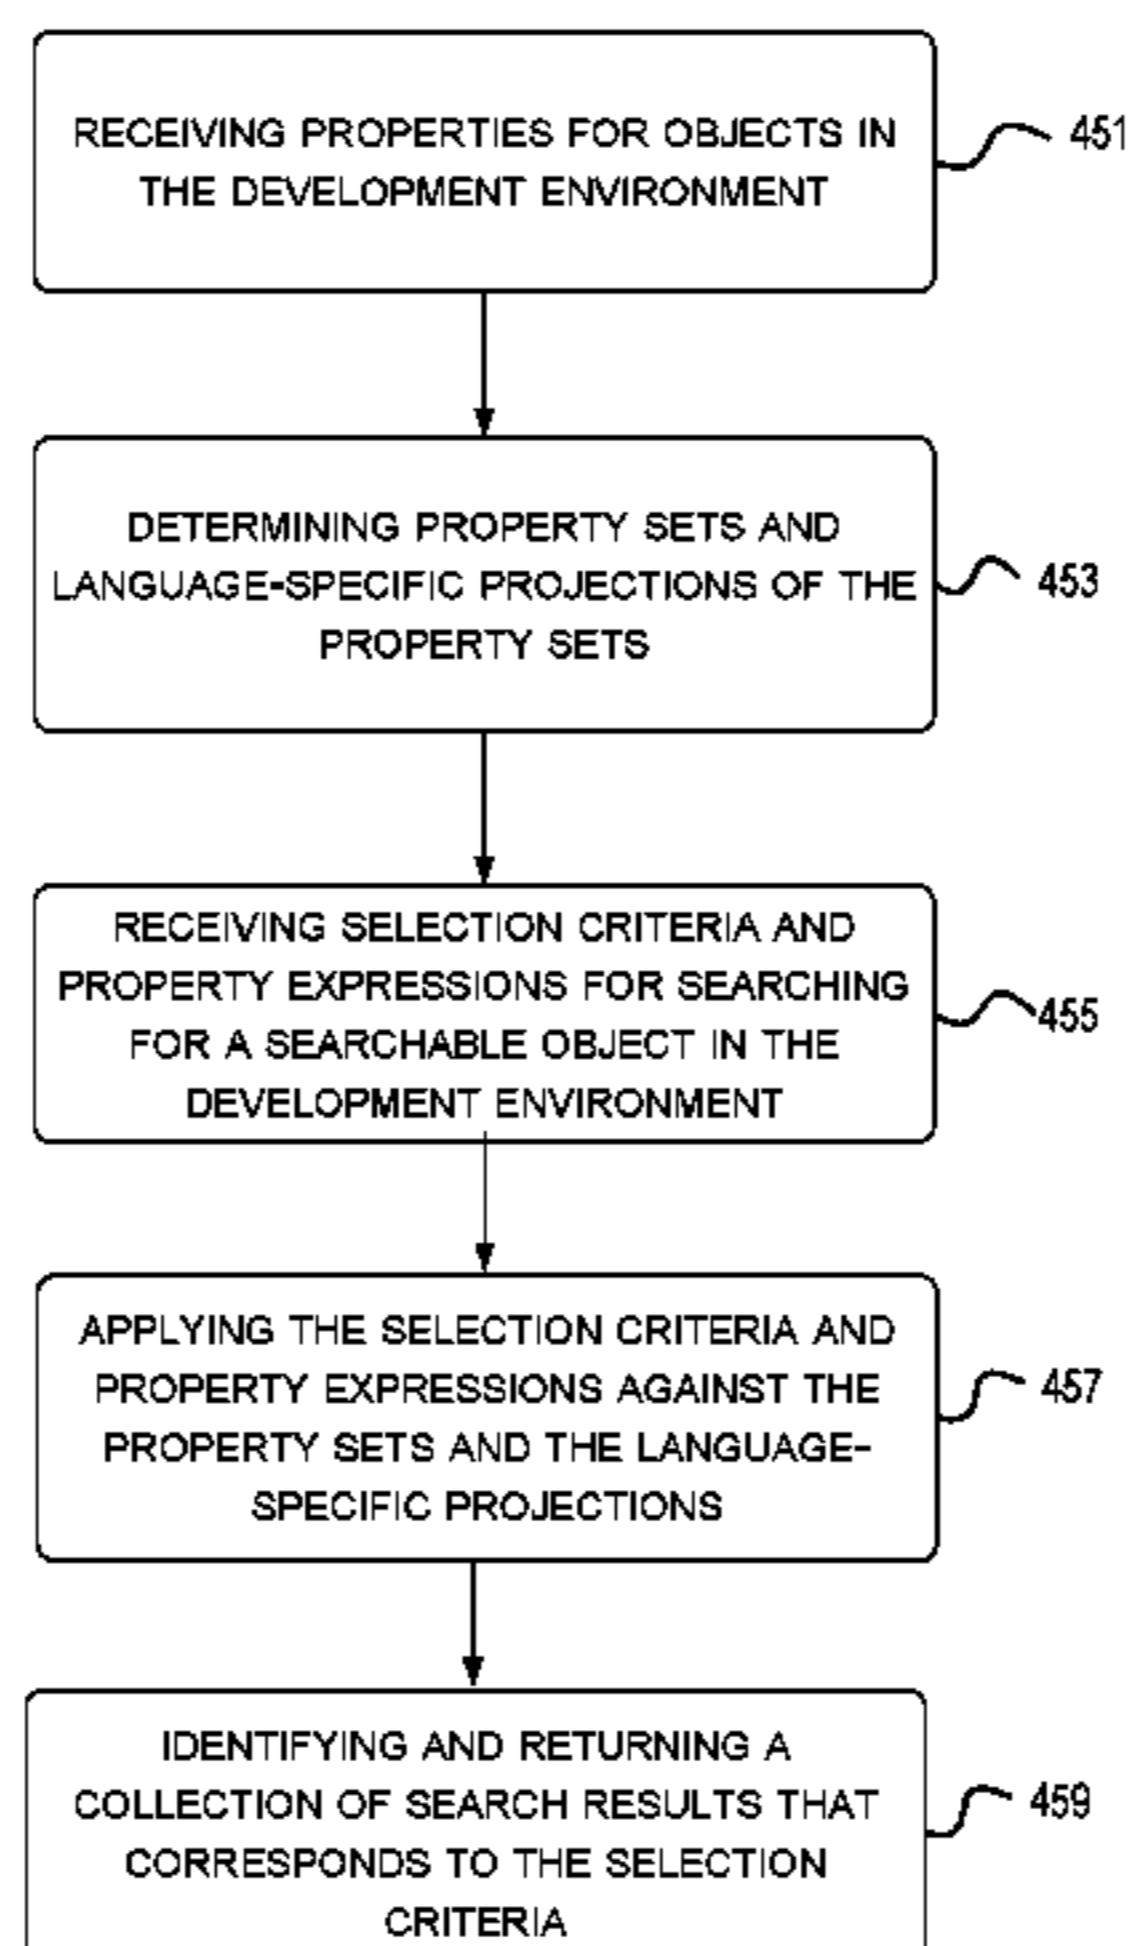 RECEIVING PROPERTIES FOR OBJECTS IN
THE DEVELOPMENT ENVIRONMENT
451
DETERMINING PROPERTY SETS AND
LANGUAGE-SPECIFIC PROJECTIONS OF THE
PROPERTY SETS
453
RECEIVING SELECTION CRITERIA AND
PROPERTY EXPRESSIONS FOR SEARCHING
FOR A SEARCHABLE OBJECT IN THE
DEVELOPMENT ENVIRONMENT
455
APPLYING THE SELECTION CRITERIA AND
PROPERTY EXPRESSIONS AGAINST THE
PROPERTY SETS AND THE LANGUAGE-
SPECIFIC PROJECTIONS
457
IDENTIFYING AND RETURNING A
COLLECTION OF SEARCH RESULTS THAT
CORRESPONDS TO THE SELECTION
CRITERIA
459